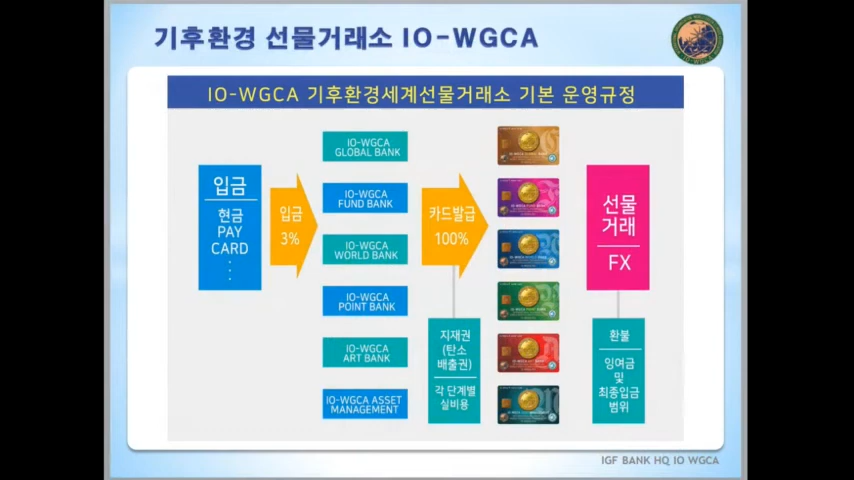 기후환경 선물거래소 IO-WGCA
IO-WGCA 기후환경세계선물거래소 기본 운영규정
입금
현금
PAY
CARD
입금
3%
IO-WGCA
GLOBAL BANK
IO-WGCA
FUND BANK
IO-WGCA
WORLD BANK
IO-WGCA
POINT BANK
IO-WGCA
ART BANK
IO-WGCA ASSET
MANAGEMENT
카드발급
100%
지재권
(탄소
배출권)
각 단계별
실비용
선물
거래
FX
환불
잉여금
및
최종입금
범위
IGF BANK HQ IO WGCA